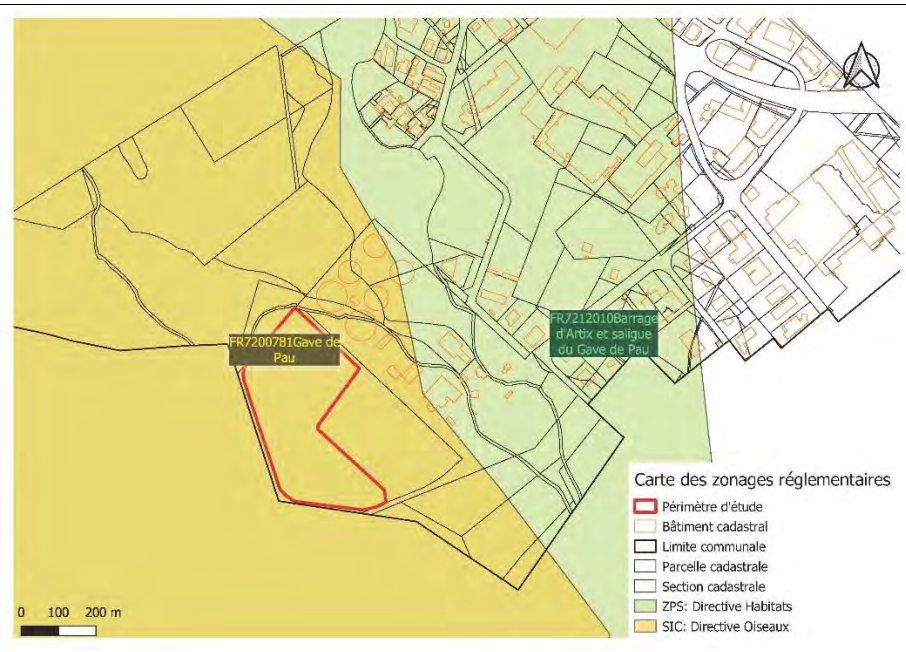 FR7200781Gave de
Pau
FR7212010Barrage
d'Artix et saligue
du Gave de Pau
Carte des zonages réglementaires
Périmètre d'étude
Bâtiment cadastral
Limite communale
Parcelle cadastrale
Section cadastrale
ZPS: Directive Habitats
SIC: Directive Oiseaux
0 100 200 m